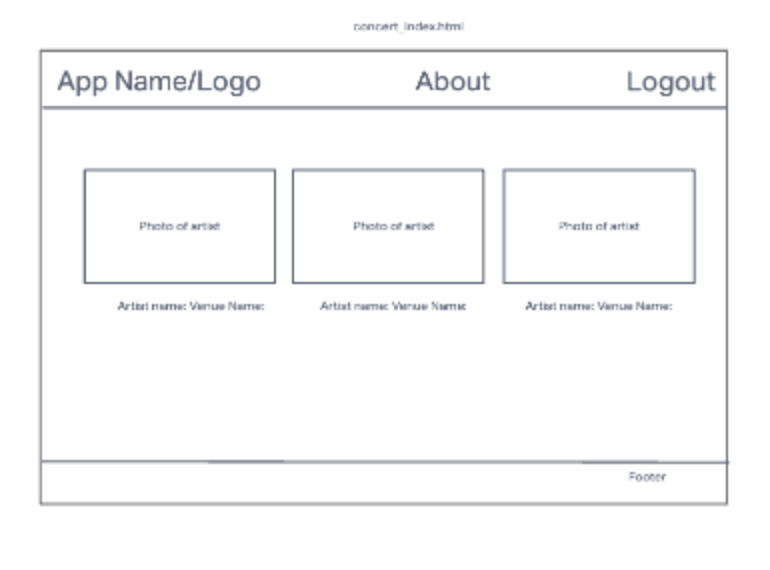 concert_index.html
App Name/Logo About Logout
Photo of artist Photo of artist Photo of artist
Artist name: Venue Name: Artist name: Venue Name: Artist name: Venue Name:
Footer